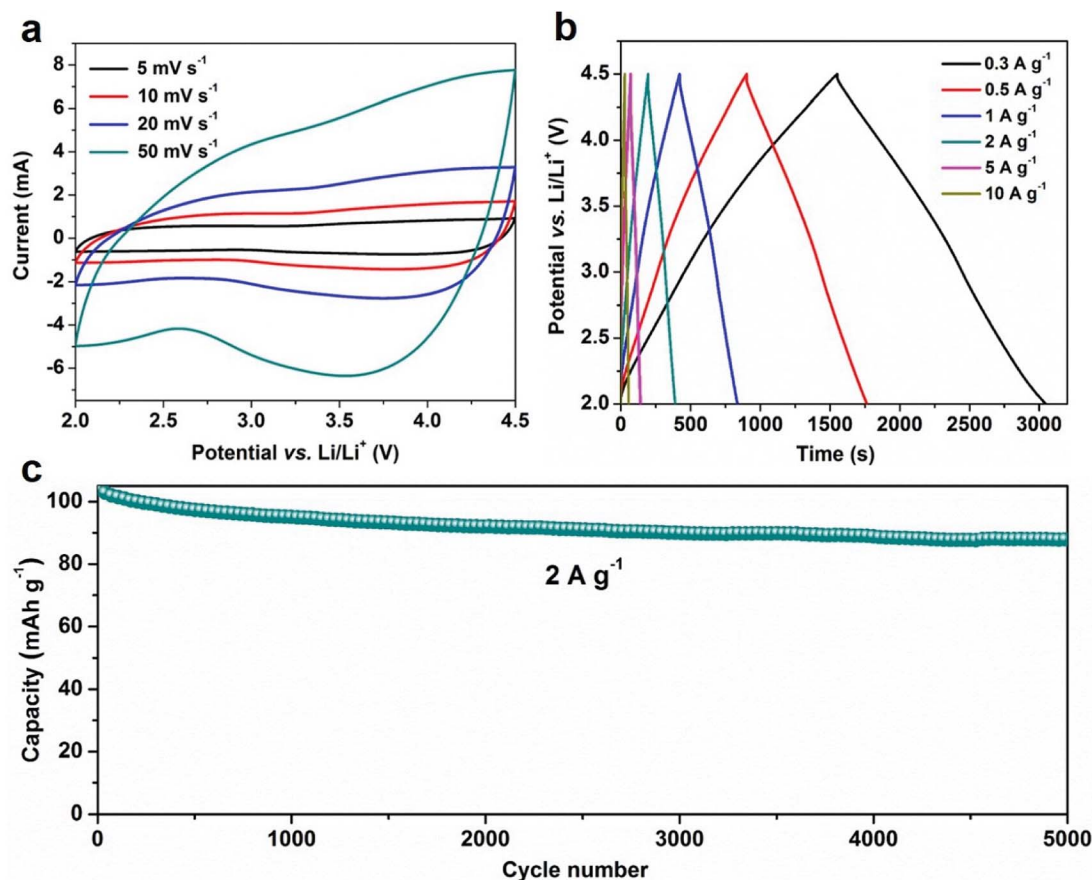 a
8
6
4
2
0
-2
-4
-6
Current (mA)
5 mV s⁻¹
10 mV s⁻¹
20 mV s⁻¹
50 mV s⁻¹
2.0 2.5 3.0 3.5 4.0 4.5
Potential vs. Li/Li⁺ (V)
b
4.5
4.0
3.5
3.0
2.5
2.0
Potential vs. Li/Li⁺ (V)
0.3 A g⁻¹
0.5 A g⁻¹
1 A g⁻¹
2 A g⁻¹
5 A g⁻¹
10 A g⁻¹
0 500 1000 1500 2000 2500 3000
Time (s)
c
100
80
60
40
20
0
Capacity (mAh g⁻¹)
2 A g⁻¹
0 1000 2000 3000 4000 5000
Cycle number